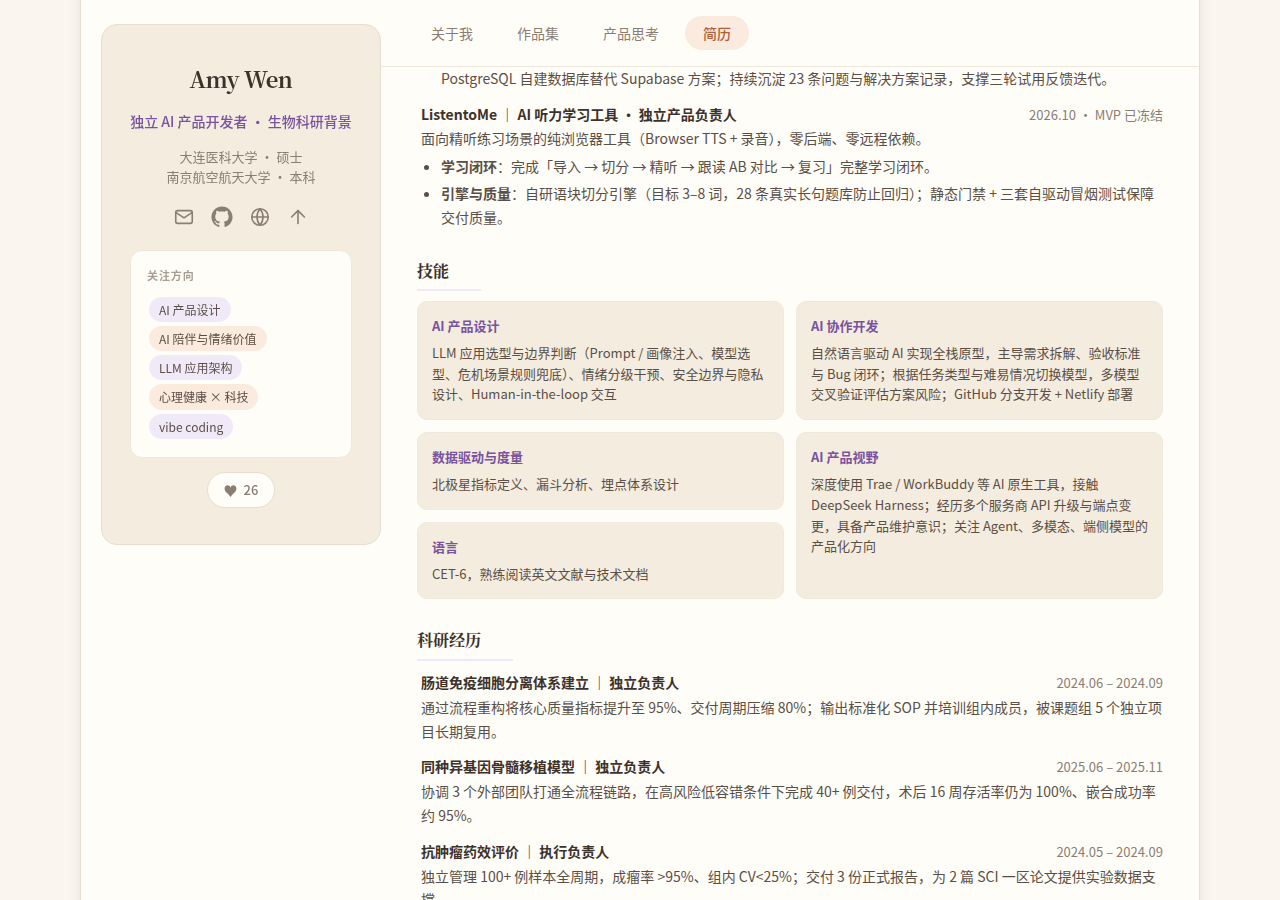 Amy Wen
独立 AI 产品开发者 · 生物科研背景
大连医科大学 · 硕士
南京航空航天大学 · 本科
关注方向
AI 产品设计
AI 陪伴与情绪价值
LLM 应用架构
心理健康 × 科技
vibe coding
♥ 26
关于我 作品集 产品思考 简历
PostgreSQL 自建数据库替代 Supabase 方案；持续沉淀 23 条问题与解决方案记录，支撑三轮试用反馈迭代。
ListentoMe｜AI 听力学习工具 · 独立产品负责人 2026.10 · MVP 已冻结
面向精听练习场景的纯浏览器工具（Browser TTS + 录音），零后端、零远程依赖。
• 学习闭环：完成「导入 → 切分 → 精听 → 跟读 AB 对比 → 复习」完整学习闭环。
• 引擎与质量：自研语块切分引擎（目标 3–8 词，28 条真实长句题库防止回归）；静态门禁 + 三套自驱动冒烟测试保障
交付质量。
技能
AI 产品设计
LLM 应用选型与边界判断（Prompt / 画像注入、模型选
型、危机场景规则兜底）、情绪分级干预、安全边界与隐私
设计、Human-in-the-loop 交互
AI 协作开发
自然语言驱动 AI 实现全栈原型，主导需求拆解、验收标准
与 Bug 闭环；根据任务类型与难易情况切换模型，多模型
交叉验证评估方案风险；GitHub 分支开发 + Netlify 部署
数据驱动与度量
北极星指标定义、漏斗分析、埋点体系设计
AI 产品视野
深度使用 Trae / WorkBuddy 等 AI 原生工具，接触
DeepSeek Harness；经历多个服务商 API 升级与端点变
更，具备产品维护意识；关注 Agent、多模态、端侧模型的
产品化方向
语言
CET-6，熟练阅读英文文献与技术文档
科研经历
肠道免疫细胞分离体系建立｜独立负责人 2024.06 – 2024.09
通过流程重构将核心质量指标提升至 95%、交付周期压缩 80%；输出标准化 SOP 并培训组内成员，被课题组 5 个独立项
目长期复用。
同种异基因骨髓移植模型｜独立负责人 2025.06 – 2025.11
协调 3 个外部团队打通全流程链路，在高风险低容错条件下完成 40+ 例交付，术后 16 周存活率仍为 100%、嵌合成功率
约 95%。
抗肿瘤药效评价｜执行负责人 2024.05 – 2024.09
独立管理 100+ 例样本全周期，成瘤率 >95%、组内 CV<25%；交付 3 份正式报告，为 2 篇 SCI 一区论文提供实验数据支
撑。